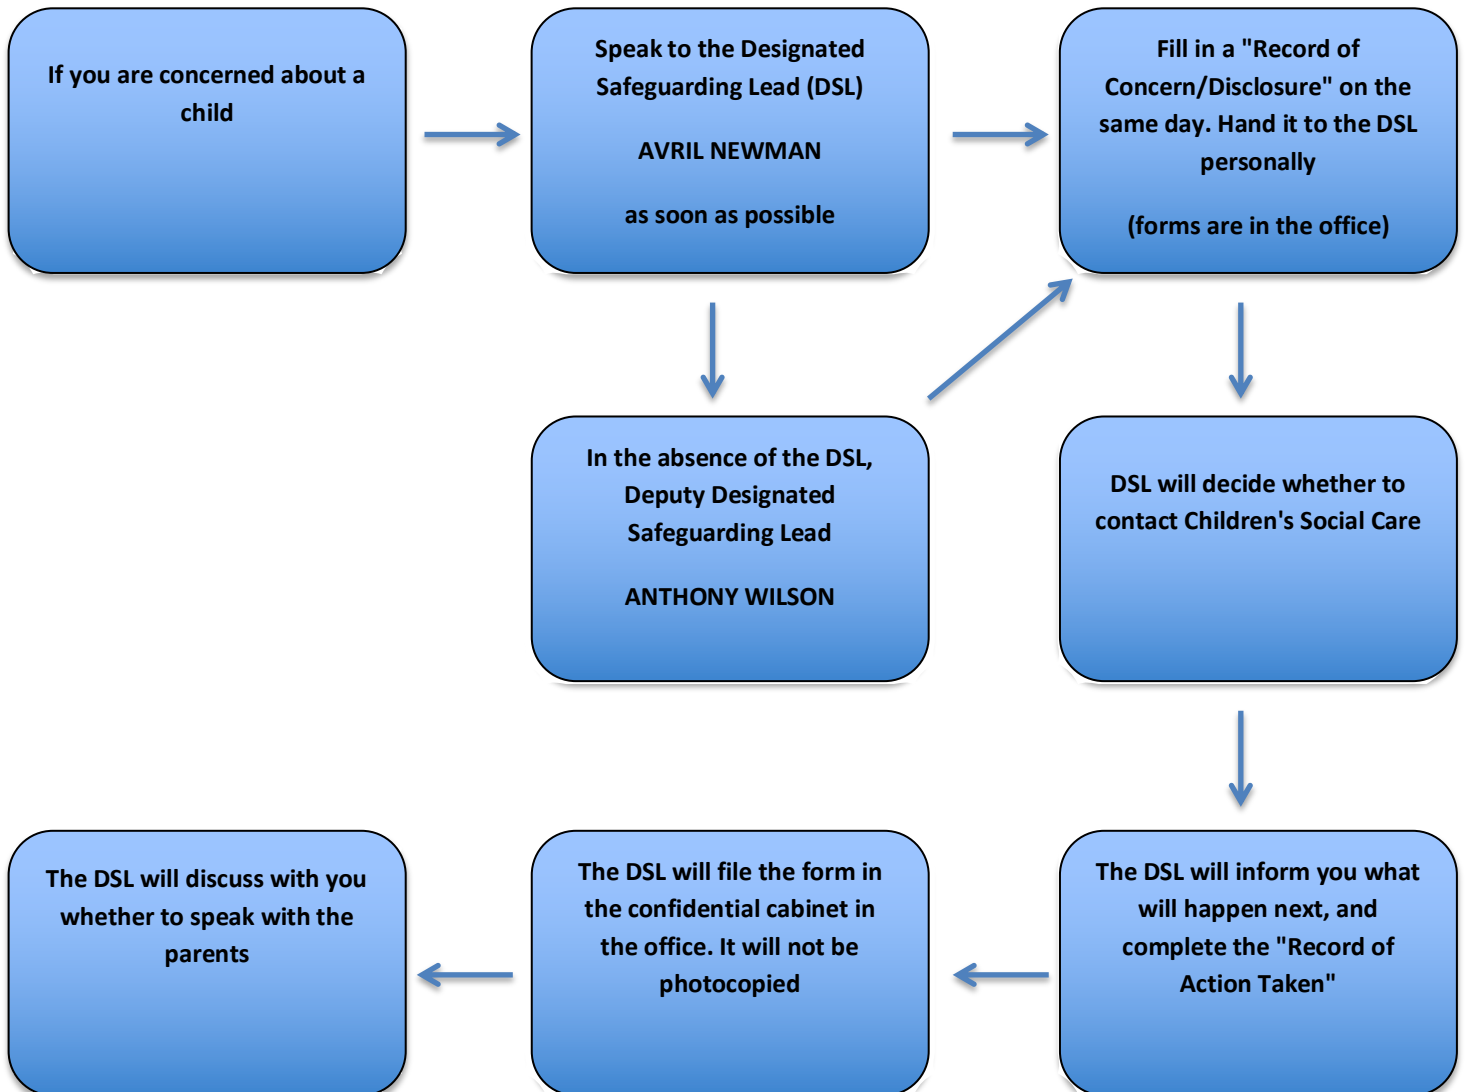 If you are concerned about a
child
Speak to the Designated
Safeguarding Lead (DSL)
AVRIL NEWMAN
as soon as possible
Fill in a "Record of
Concern/Disclosure" on the
same day. Hand it to the DSL
personally
(forms are in the office)
In the absence of the DSL,
Deputy Designated
Safeguarding Lead
ANTHONY WILSON
DSL will decide whether to
contact Children's Social Care
The DSL will inform you what
will happen next, and
complete the "Record of
Action Taken"
The DSL will file the form in
the confidential cabinet in
the office. It will not be
photocopied
The DSL will discuss with you
whether to speak with the
parents